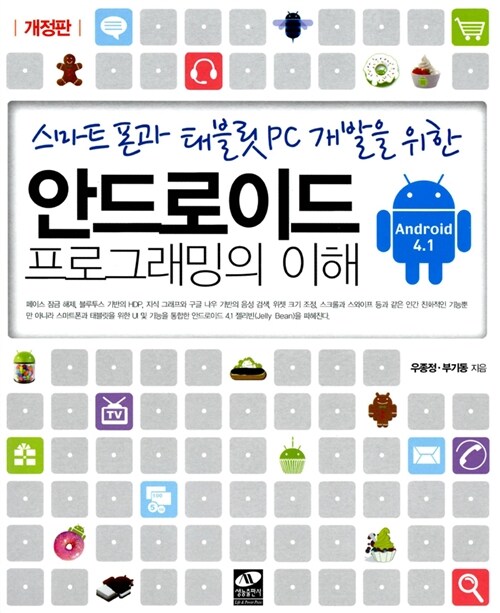 개정판
스마트폰과 태블릿PC 개발을 위한
안드로이드
프로그래밍의 이해
Android
4.1
페이스 잠금 해제, 블루투스 기반의 HDP, 지식 그래프와 구글 나우 기반의 음성 검색, 위젯 크기 조정, 스크롤과 스와이프 등과 같은 인간 친화적인 기능뿐
만 아니라 스마트폰과 태블릿을 위한 UI 및 기능을 통합한 안드로이드 4.1 젤리빈(Jelly Bean)을 파헤친다.
우종정·부기동 지음
TV
100
생능출판사